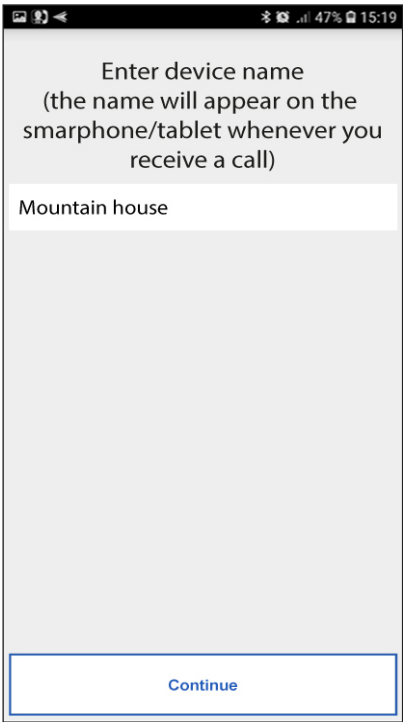 47% 15:19
Enter device name
(the name will appear on the
smarphone/tablet whenever you
receive a call)
Mountain house
Continue